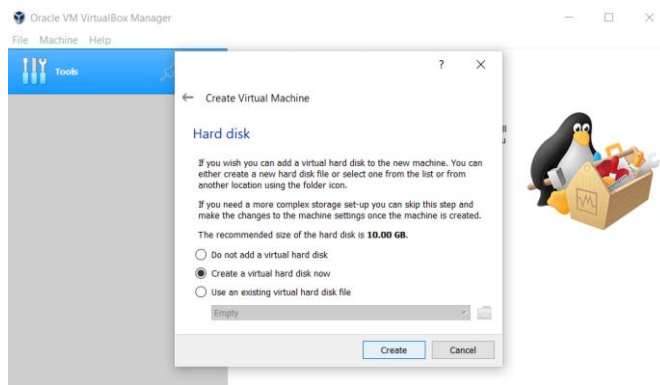 Oracle VM VirtualBox Manager
File Machine Help
Tools
?
Create Virtual Machine
Hard disk
If you wish you can add a virtual hard disk to the new machine. You can
either create a new hard disk file or select one from the list or from
another location using the folder icon.
If you need a more complex storage set-up you can skip this step and
make the changes to the machine settings once the machine is created.
The recommended size of the hard disk is 10.00 GB.
Do not add a virtual hard disk
Create a virtual hard disk now
Use an existing virtual hard disk file
Empty
Create Cancel